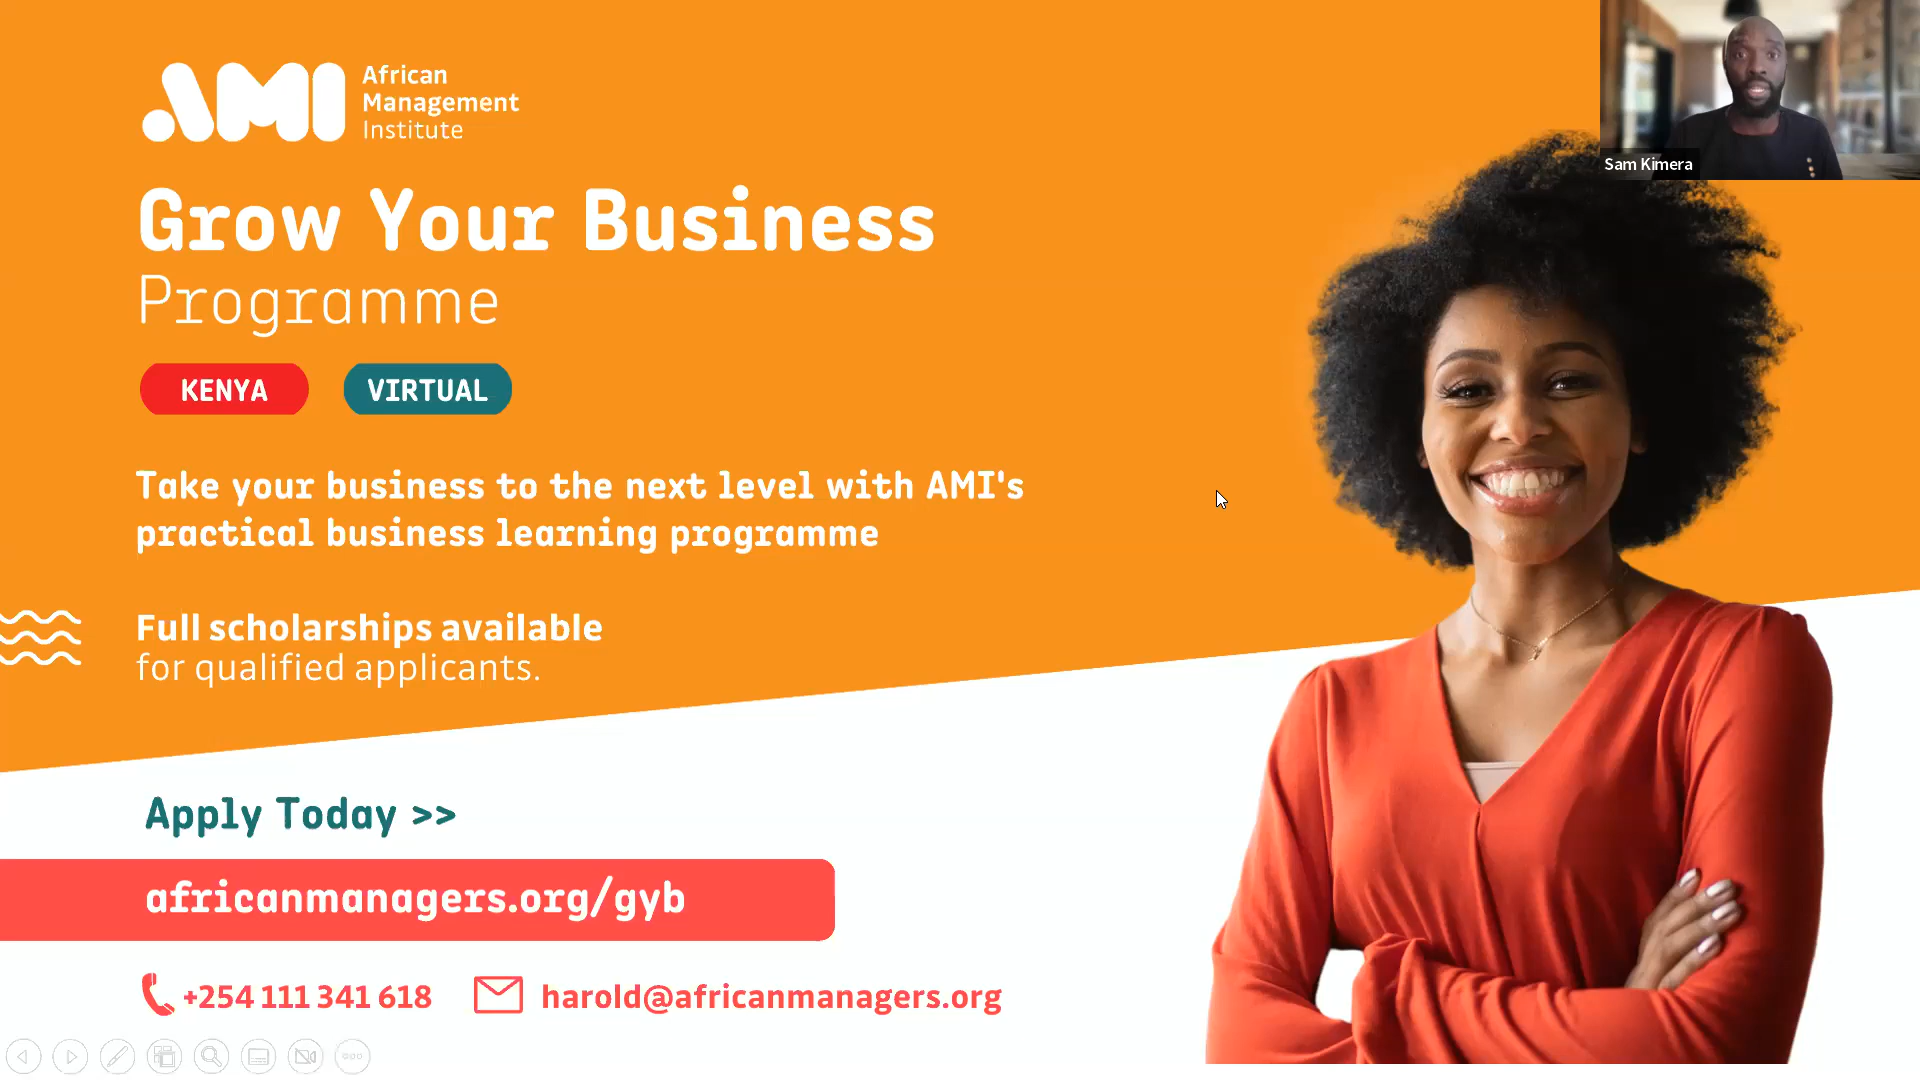 AMI
African
Management
Institute
Sam Kimera
Grow Your Business
Programme
KENYA
VIRTUAL
Take your business to the next level with AMI's
practical business learning programme
Full scholarships available
for qualified applicants.
Apply Today >>
africanmanagers.org/gyb
+254 111 341 618
harold@africanmanagers.org